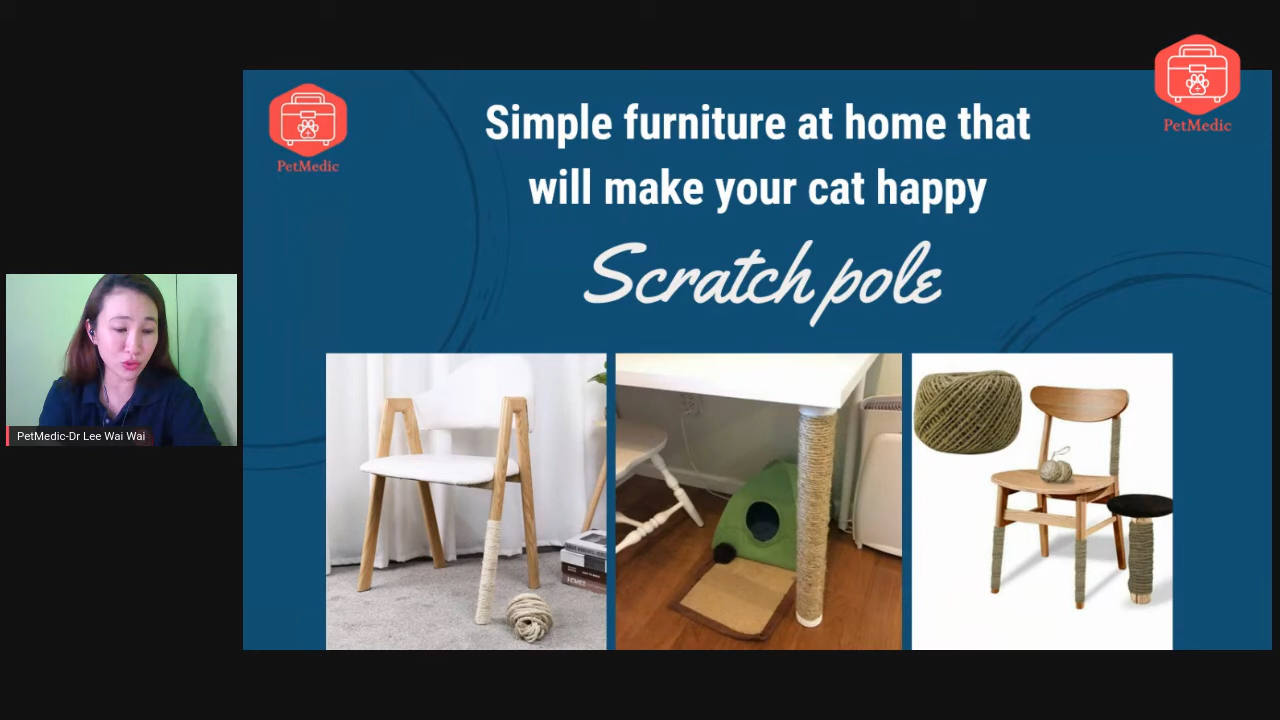 PetMedic
PetMedic
Simple furniture at home that
will make your cat happy
Scratch pole
PetMedic-Dr Lee Wai Wai